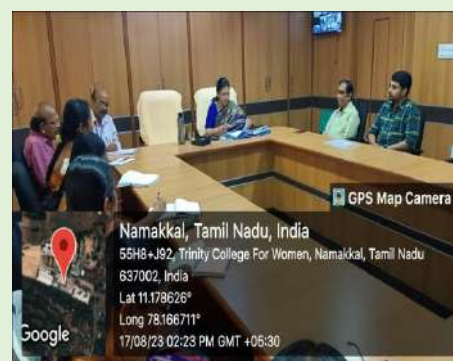 GPS Map Camera
Namakkal, Tamil Nadu, India
55H8+J92, Trinity College For Women, Namakkal, Tamil Nadu
637002, India
Lat 11.178626°
Long 78.166711°
17/08/23 02:23 PM GMT +05:30
Google